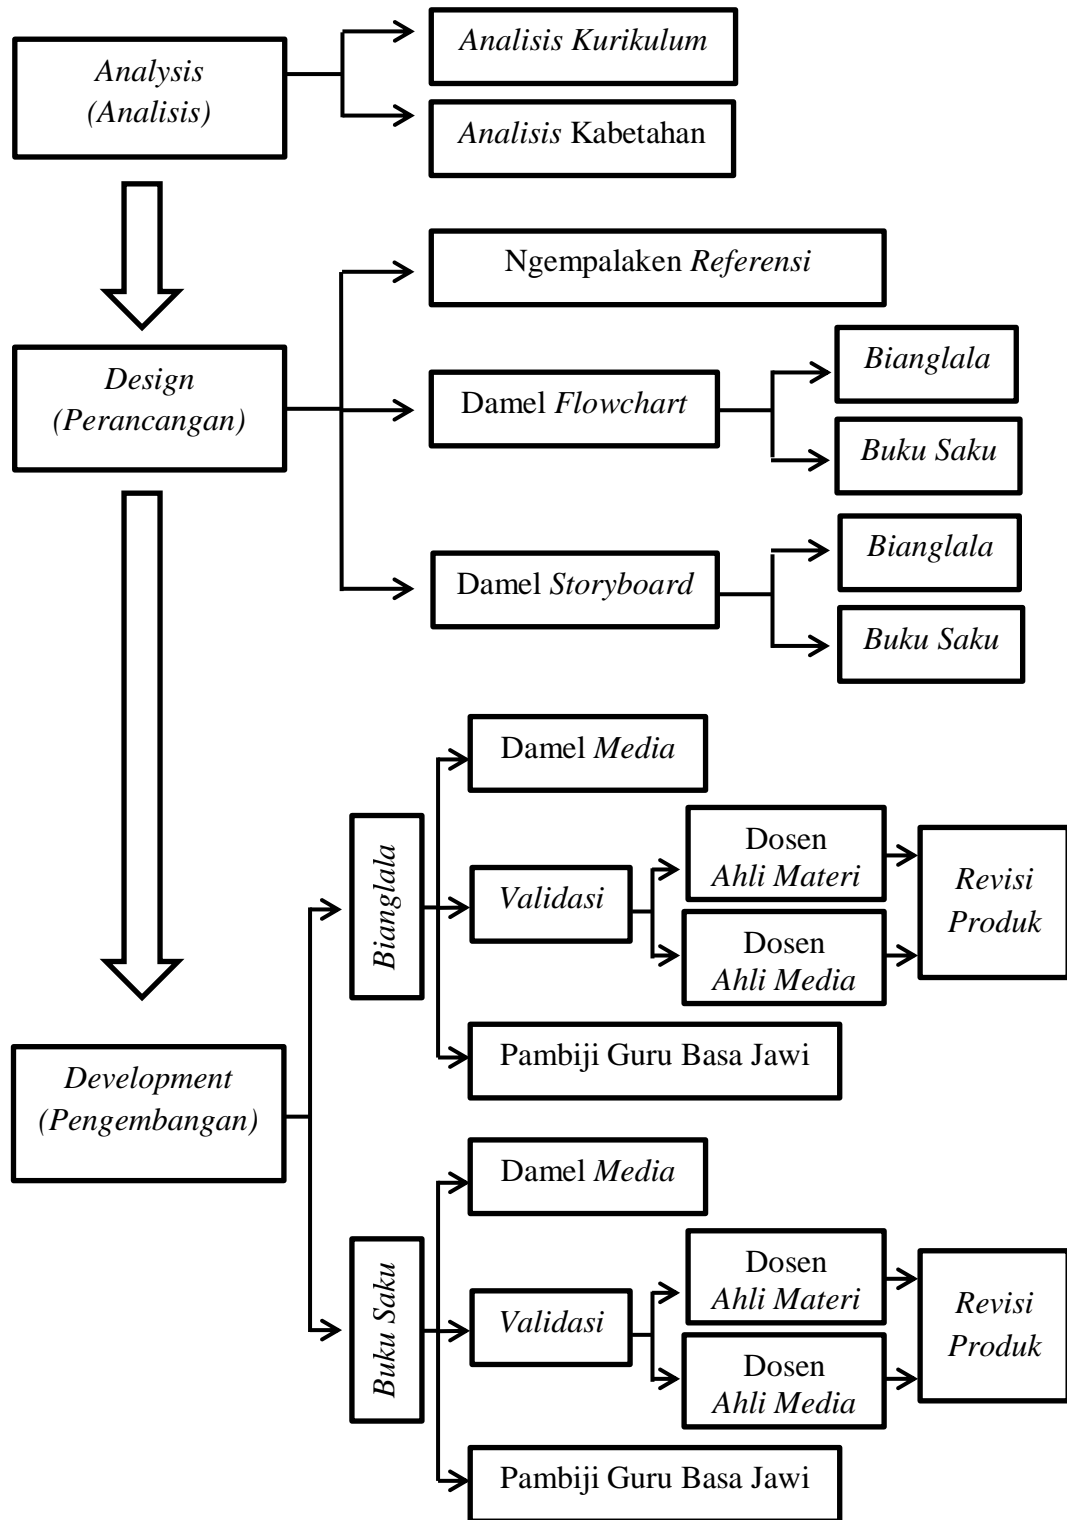 Analysis
(Analisis)
Analisis Kurikulum
Analisis Kabetahan
Design
(Perancangan)
Ngempalaken Referensi
Damel Flowchart
Bianglala
Buku Saku
Damel Storyboard
Bianglala
Buku Saku
Development
(Pengembangan)
Bianglala
Damel Media
Validasi
Dosen
Ahli Materi
Dosen
Ahli Media
Revisi
Produk
Pambiji Guru Basa Jawi
Buku Saku
Damel Media
Validasi
Dosen
Ahli Materi
Dosen
Ahli Media
Revisi
Produk
Pambiji Guru Basa Jawi